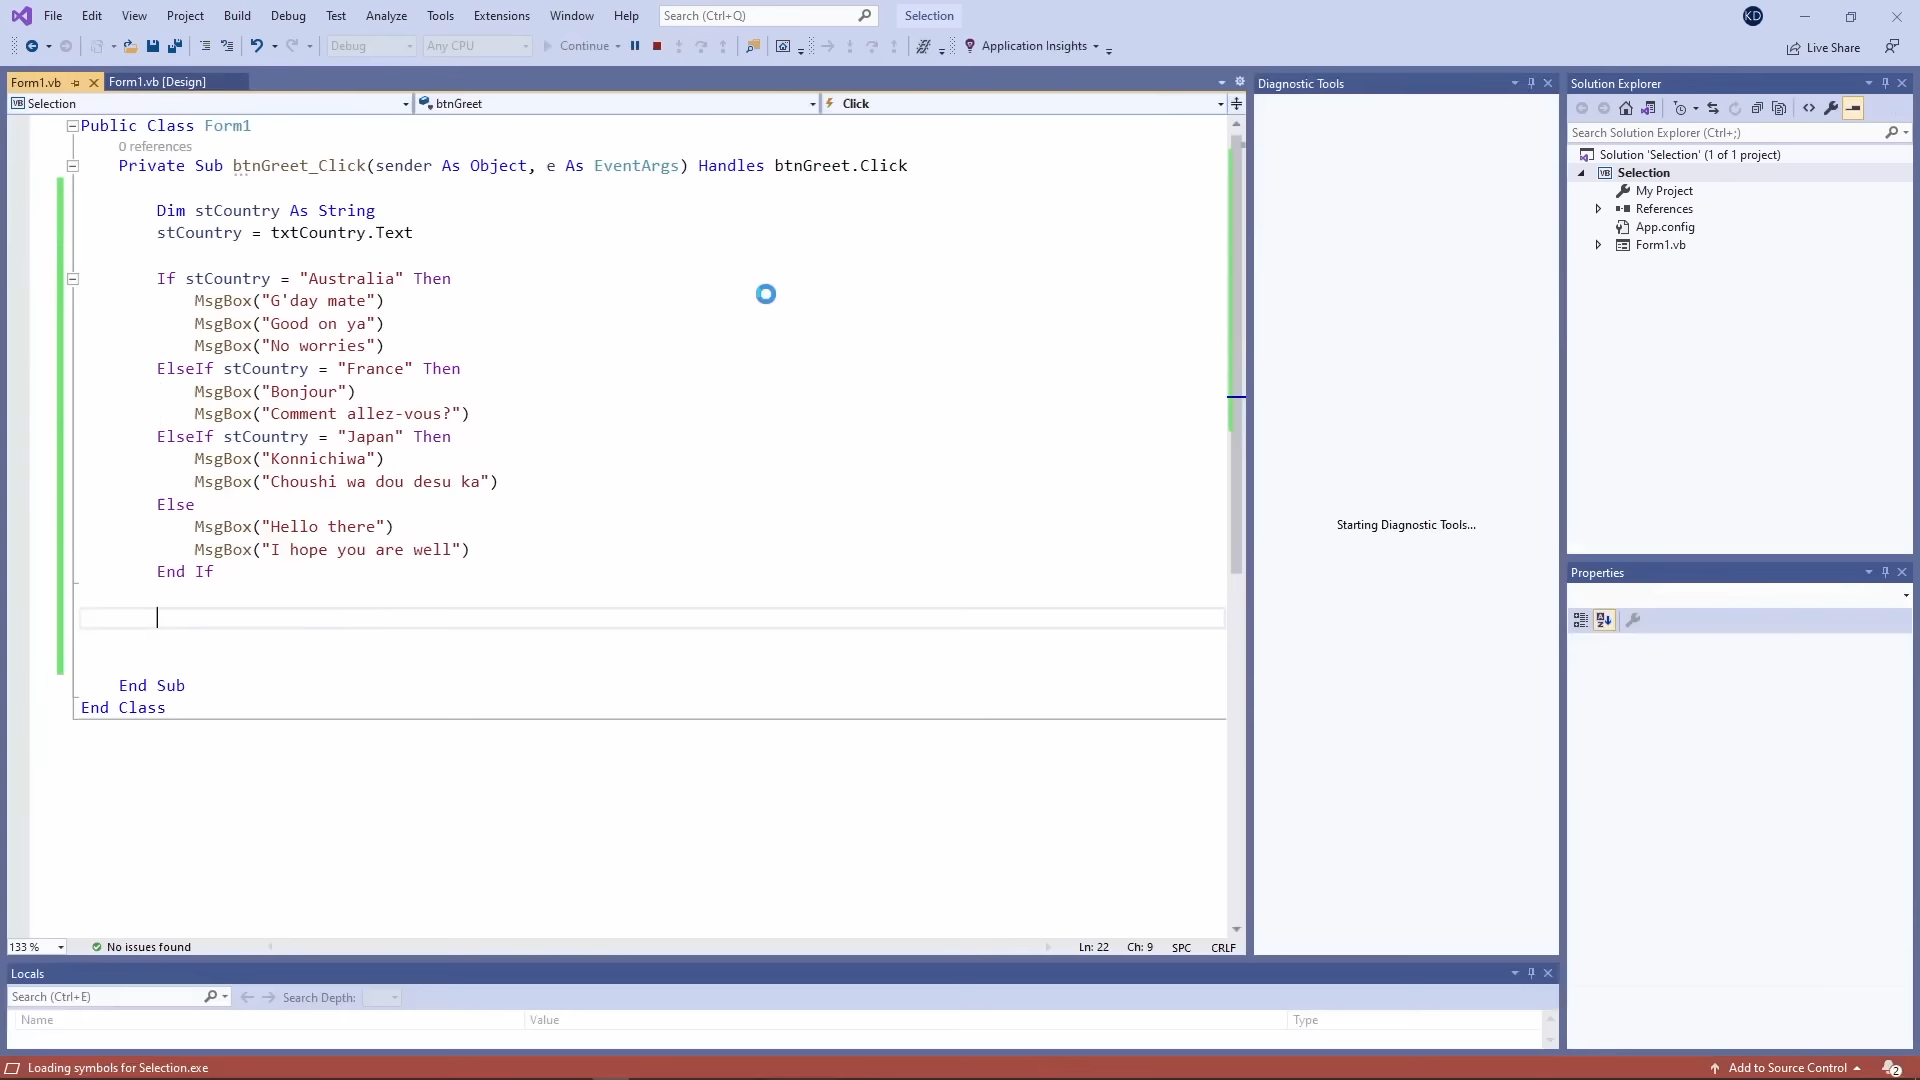 File Edit View Project Build Debug Test Analyze Tools Extensions Window Help Search (Ctrl+Q) Selection KD
Debug Any CPU Continue Application Insights Live Share
Form1.vb Form1.vb [Design]
VB Selection btnGreet Click
Public Class Form1
0 references
Private Sub btnGreet_Click(sender As Object, e As EventArgs) Handles btnGreet.Click
Dim stCountry As String
stCountry = txtCountry.Text
If stCountry = "Australia" Then
MsgBox("G'day mate")
MsgBox("Good on ya")
MsgBox("No worries")
ElseIf stCountry = "France" Then
MsgBox("Bonjour")
MsgBox("Comment allez-vous?")
ElseIf stCountry = "Japan" Then
MsgBox("Konnichiwa")
MsgBox("Choushi wa dou desu ka")
Else
MsgBox("Hello there")
MsgBox("I hope you are well")
End If
End Sub
End Class
133 % No issues found Ln: 22 Ch: 9 SPC CRLF
Diagnostic Tools
Starting Diagnostic Tools...
Solution Explorer
Search Solution Explorer (Ctrl+;)
Solution 'Selection' (1 of 1 project)
VB Selection
My Project
References
App.config
Form1.vb
Properties
Locals
Search (Ctrl+E) Search Depth:
Name Value Type
Loading symbols for Selection.exe Add to Source Control 2